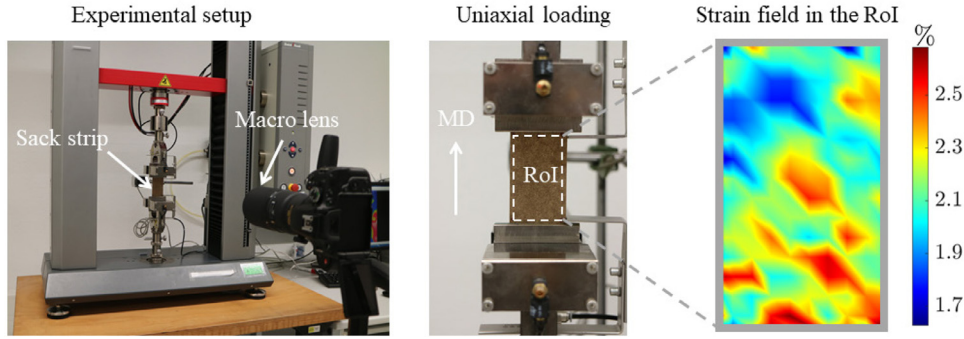 Experimental setup
Uniaxial loading
Strain field in the RoI
%
Sack strip
Macro lens
MD
RoI
2.5
2.3
2.1
1.9
1.7